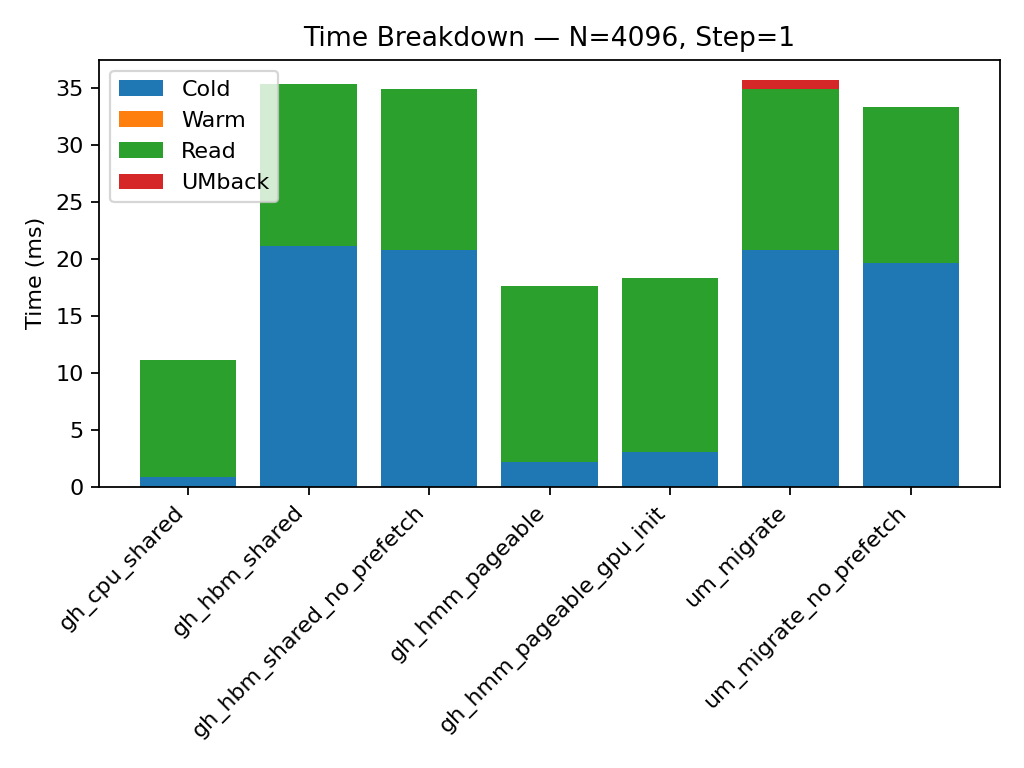 Time Breakdown — N=4096, Step=1
Time (ms)
35
30
25
20
15
10
5
0
Cold
Warm
Read
UMback
gh_cpu_shared
gh_hbm_shared
gh_hbm_shared_no_prefetch
gh_hmm_pageable
gh_hmm_pageable_gpu_init
um_migrate
um_migrate_no_prefetch